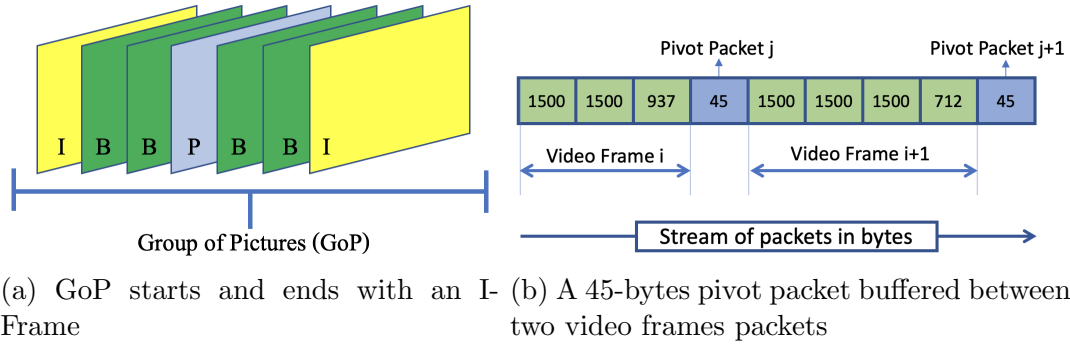 I B B P B B I
Group of Pictures (GoP)
(a) GoP starts and ends with an I-
Frame
Pivot Packet j Pivot Packet j+1
1500 1500 937 45 1500 1500 1500 712 45
Video Frame i Video Frame i+1
Stream of packets in bytes
(b) A 45-bytes pivot packet buffered between
two video frames packets